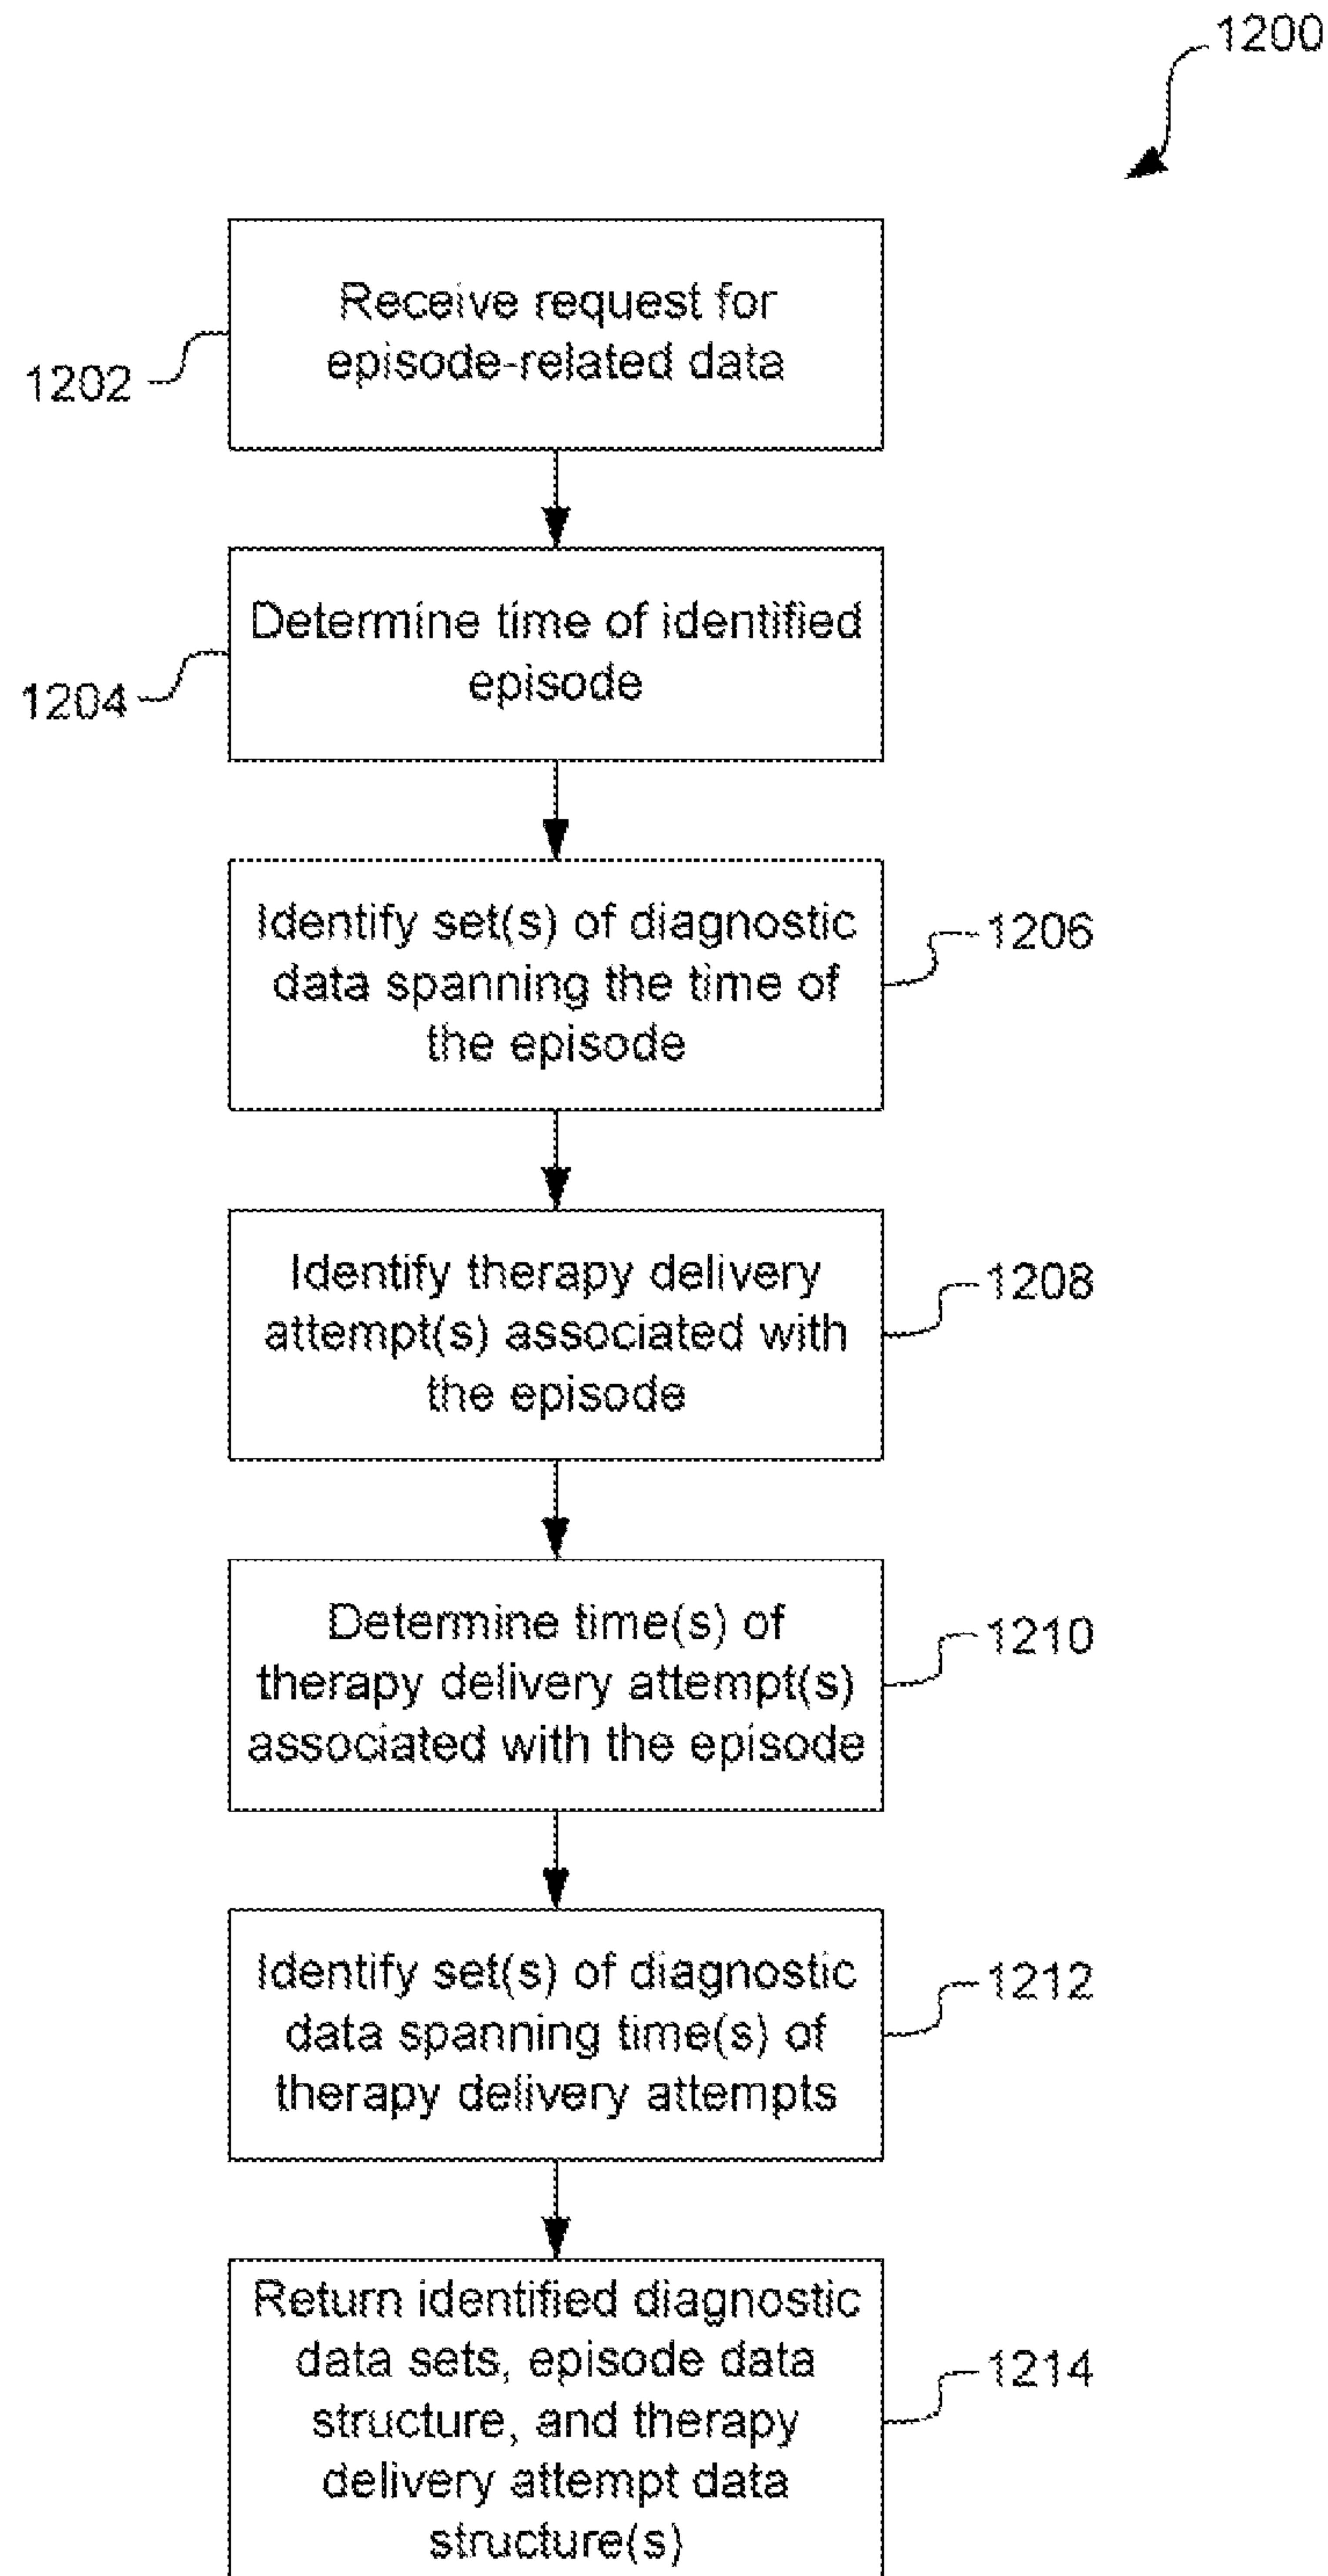 1200
Receive request for
episode-related data
1202
Determine time of identified
episode
1204
Identify set(s) of diagnostic
data spanning the time of
the episode
1206
Identify therapy delivery
attempt(s) associated with
the episode
1208
Determine time(s) of
therapy delivery attempt(s)
associated with the episode
1210
Identify set(s) of diagnostic
data spanning time(s) of
therapy delivery attempts
1212
Return identified diagnostic
data sets, episode data
structure, and therapy
delivery attempt data
structure(s)
1214